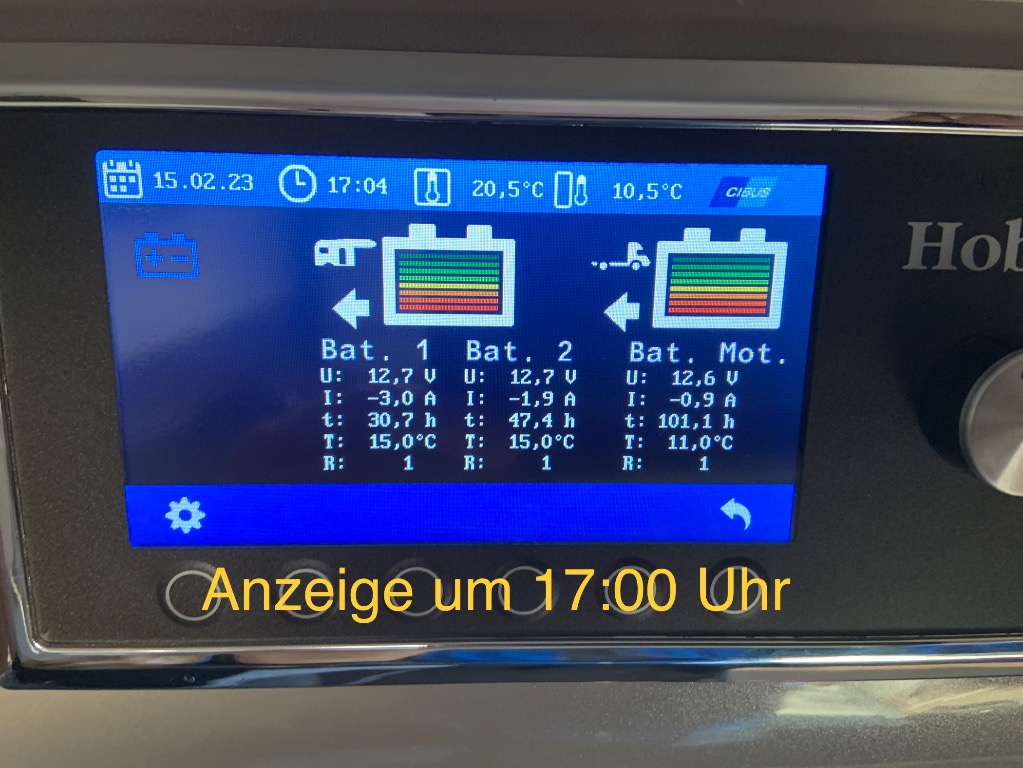 15.02.23 17:04 20,5°C 10,5°C CIBUS
Hob
Bat. 1 Bat. 2 Bat. Mot.
U: 12,7 V U: 12,7 V U: 12,6 V
I: -3,0 A I: -1,9 A I: -0,9 A
t: 30,7 h t: 47,4 h t: 101,1 h
T: 15,0°C T: 15,0°C T: 11,0°C
R: 1 R: 1 R: 1
Anzeige um 17:00 Uhr